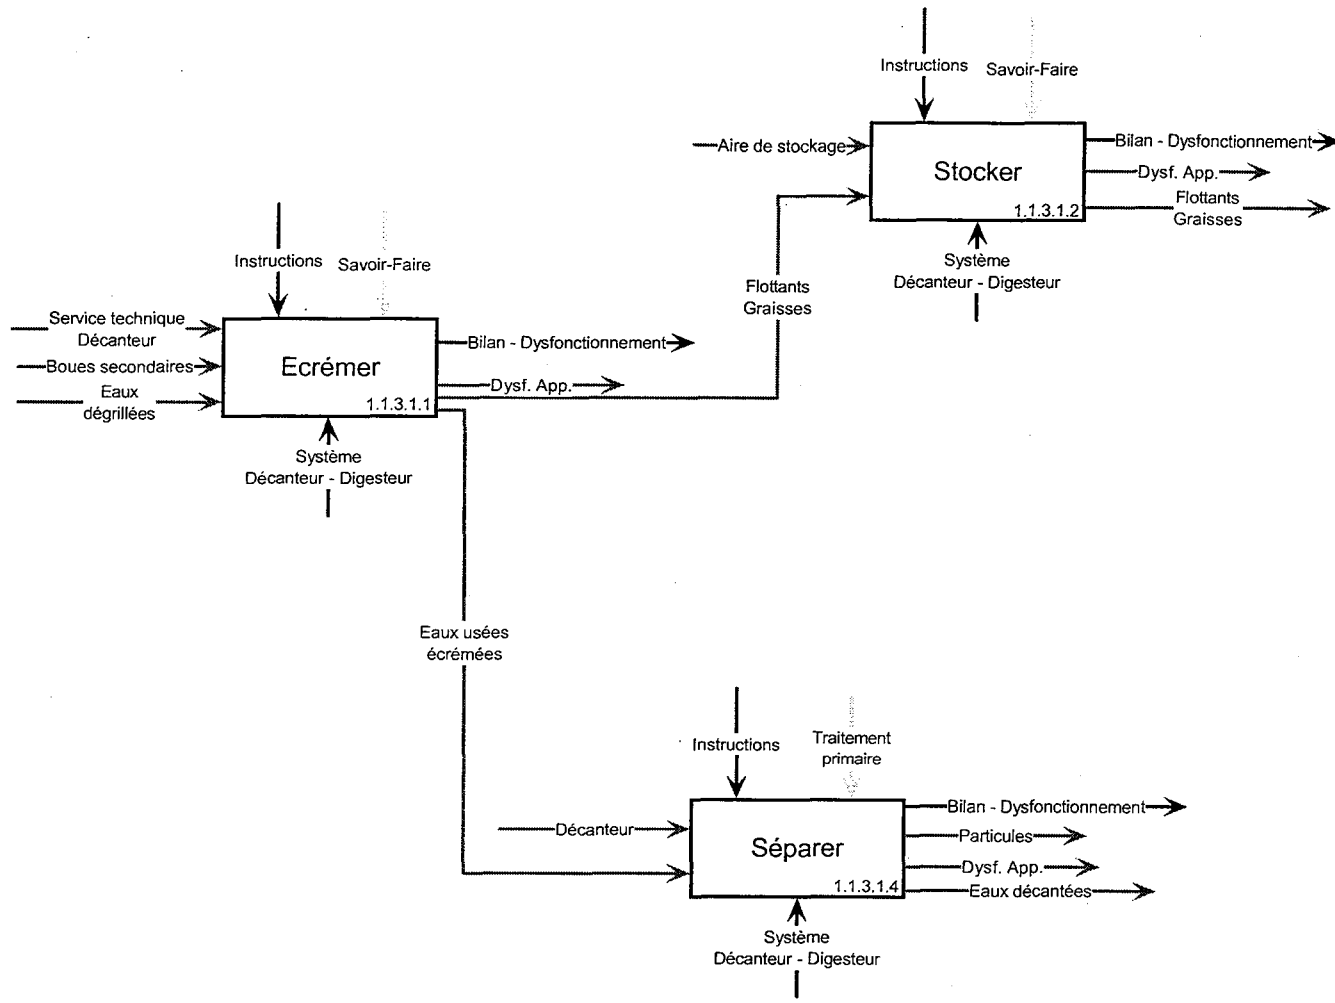 Instructions
Savoir-Faire
Aire de stockage
Stocker
1.1.3.1.2
Bilan - Dysfonctionnement
Dysf. App.
Flottants
Graisses
Système
Décanteur - Digesteur
Instructions
Savoir-Faire
Service technique
Décanteur
Boues secondaires
Eaux
dégrillées
Ecrémer
1.1.3.1.1
Bilan - Dysfonctionnement
Dysf. App.
Flottants
Graisses
Système
Décanteur - Digesteur
Eaux usées
écrémées
Instructions
Traitement
primaire
Décanteur
Séparer
1.1.3.1.4
Bilan - Dysfonctionnement
Particules
Dysf. App.
Eaux décantées
Système
Décanteur - Digesteur